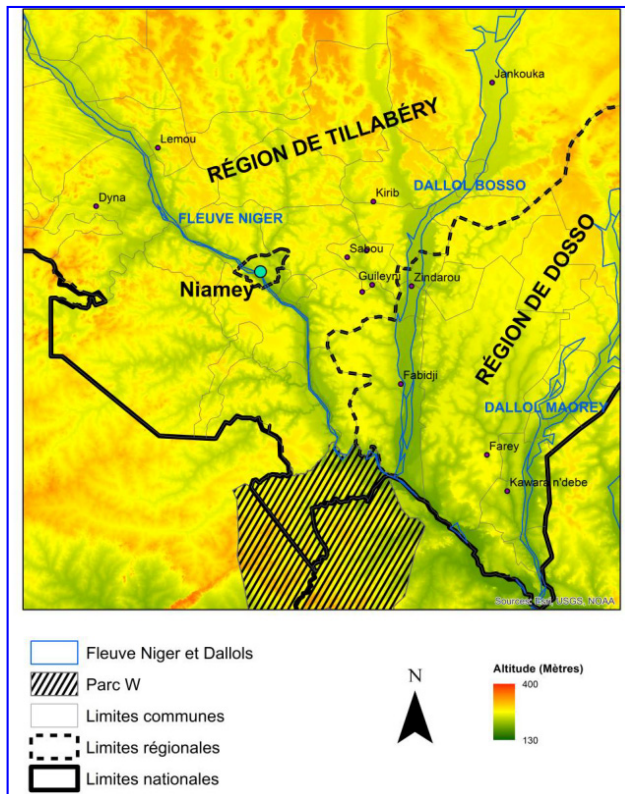 Jankouka
RÉGION DE TILLABÉRY
Lemou
Kirib
DALLOL BOSSO
Dyna
FLEUVE NIGER
RÉGION DE DOSSO
Sabou
Guileyni
Zindarou
Niamey
Fabidji
DALLOL MAOREY
Farey
Kawara n'debe
Sources: Esri, USGS, NOAA
Fleuve Niger et Dallols
Parc W
Limites communes
Limites régionales
Limites nationales
N
Altitude (Mètres)
400
130